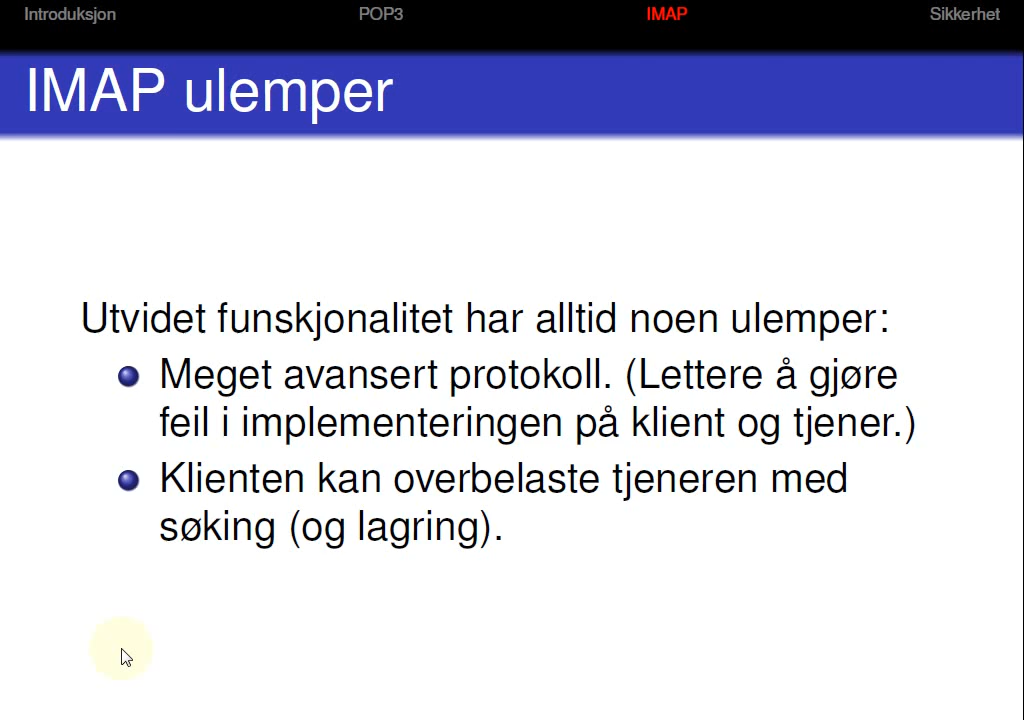 Introduksjon POP3 IMAP Sikkerhet
IMAP ulemper
Utvidet funskjonalitet har alltid noen ulemper:
Meget avansert protokoll. (Lettere å gjøre
feil i implementeringen på klient og tjener.)
Klienten kan overbelaste tjeneren med
søking (og lagring).